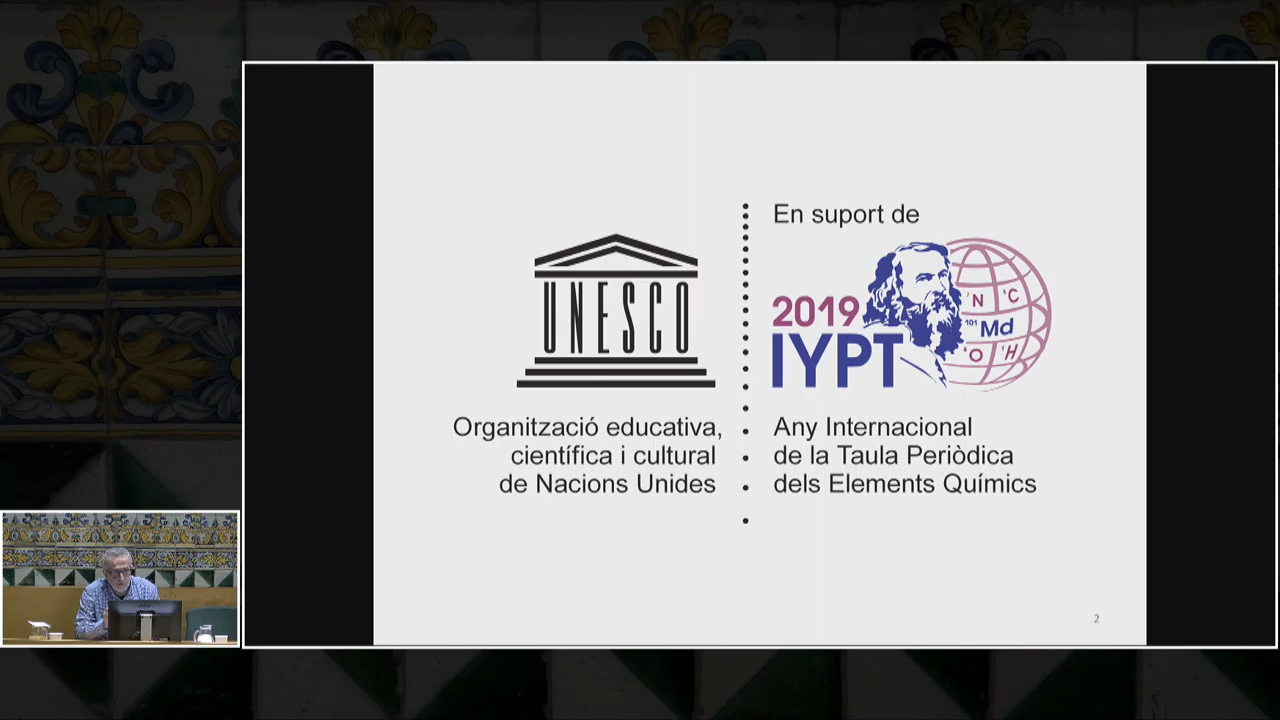 UNESCO
Organització educativa,
científica i cultural
de Nacions Unides
En suport de
2019
IYPT
N C
101 Md
O H
Any Internacional
de la Taula Periòdica
dels Elements Químics
2